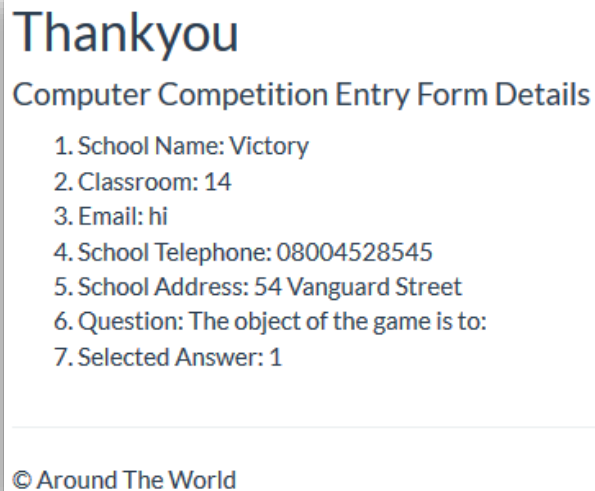 Thankyou
Computer Competition Entry Form Details
1. School Name: Victory
2. Classroom: 14
3. Email: hi
4. School Telephone: 08004528545
5. School Address: 54 Vanguard Street
6. Question: The object of the game is to:
7. Selected Answer: 1
© Around The World